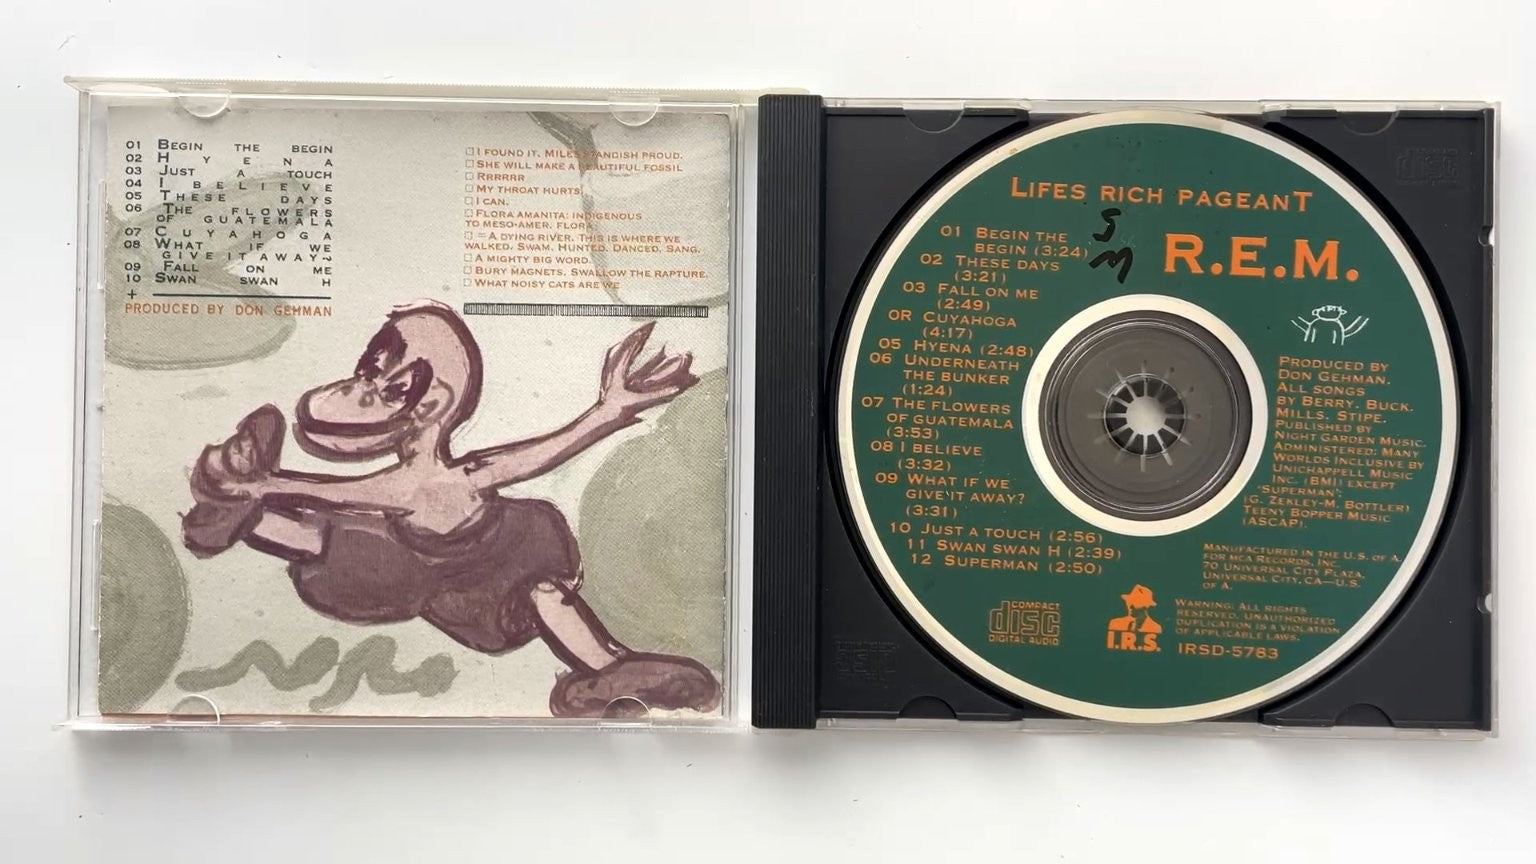 01 BEGIN THE BEGIN
02 HYENA
03 JUST A TOUCH
04 I BELIEVE
05 THESE DAYS
06 THE FLOWERS
OF GUATEMALA
07 CUYAHOGA
08 WHAT IF WE
GIVE IT AWAY~
09 FALL ON ME
10 SWAN SWAN H
+
PRODUCED BY DON GEHMAN
I FOUND IT. MILES STANDISH PROUD.
SHE WILL MAKE A BEAUTIFUL FOSSIL
RRRRRR
MY THROAT HURTS.
I CAN.
FLORA AMANITA: INDIGENOUS
TO MESO-AMER. FLORA
=A DYING RIVER. THIS IS WHERE WE
WALKED. SWAM. HUNTED. DANCED. SANG.
A MIGHTY BIG WORD.
BURY MAGNETS. SWALLOW THE RAPTURE.
WHAT NOISY CATS ARE WE
LIFES RICH PAGEANT
S
M
R.E.M.
01 BEGIN THE
BEGIN (3:24)
02 THESE DAYS
(3:21)
03 FALL ON ME
(2:49)
OR CUYAHOGA
(4:17)
05 HYENA (2:48)
06 UNDERNEATH
THE BUNKER
(1:24)
07 THE FLOWERS
OF GUATEMALA
(3:53)
08 I BELIEVE
(3:32)
09 WHAT IF WE
GIVE IT AWAY?
(3:31)
10 JUST A TOUCH (2:56)
11 SWAN SWAN H (2:39)
12 SUPERMAN (2:50)
PRODUCED BY
DON GEHMAN.
ALL SONGS
BY BERRY. BUCK.
MILLS. STIPE.
PUBLISHED BY
NIGHT GARDEN MUSIC.
ADMINISTERED: MANY
WORLDS INCLUSIVE BY
UNICHAPPELL MUSIC
INC. (BMI) EXCEPT
"SUPERMAN":
(G. ZEKLEY-M. BOTTLER)
TEENY BOPPER MUSIC
(ASCAP).
MANUFACTURED IN THE U.S. OF A.
FOR MCA RECORDS, INC.
70 UNIVERSAL CITY PLAZA,
UNIVERSAL CITY, CA—U.S.
OF A.
WARNING: ALL RIGHTS
RESERVED. UNAUTHORIZED
DUPLICATION IS A VIOLATION
OF APPLICABLE LAWS.
COMPACT
disc
DIGITAL AUDIO
I.R.S.
IRSD-5783